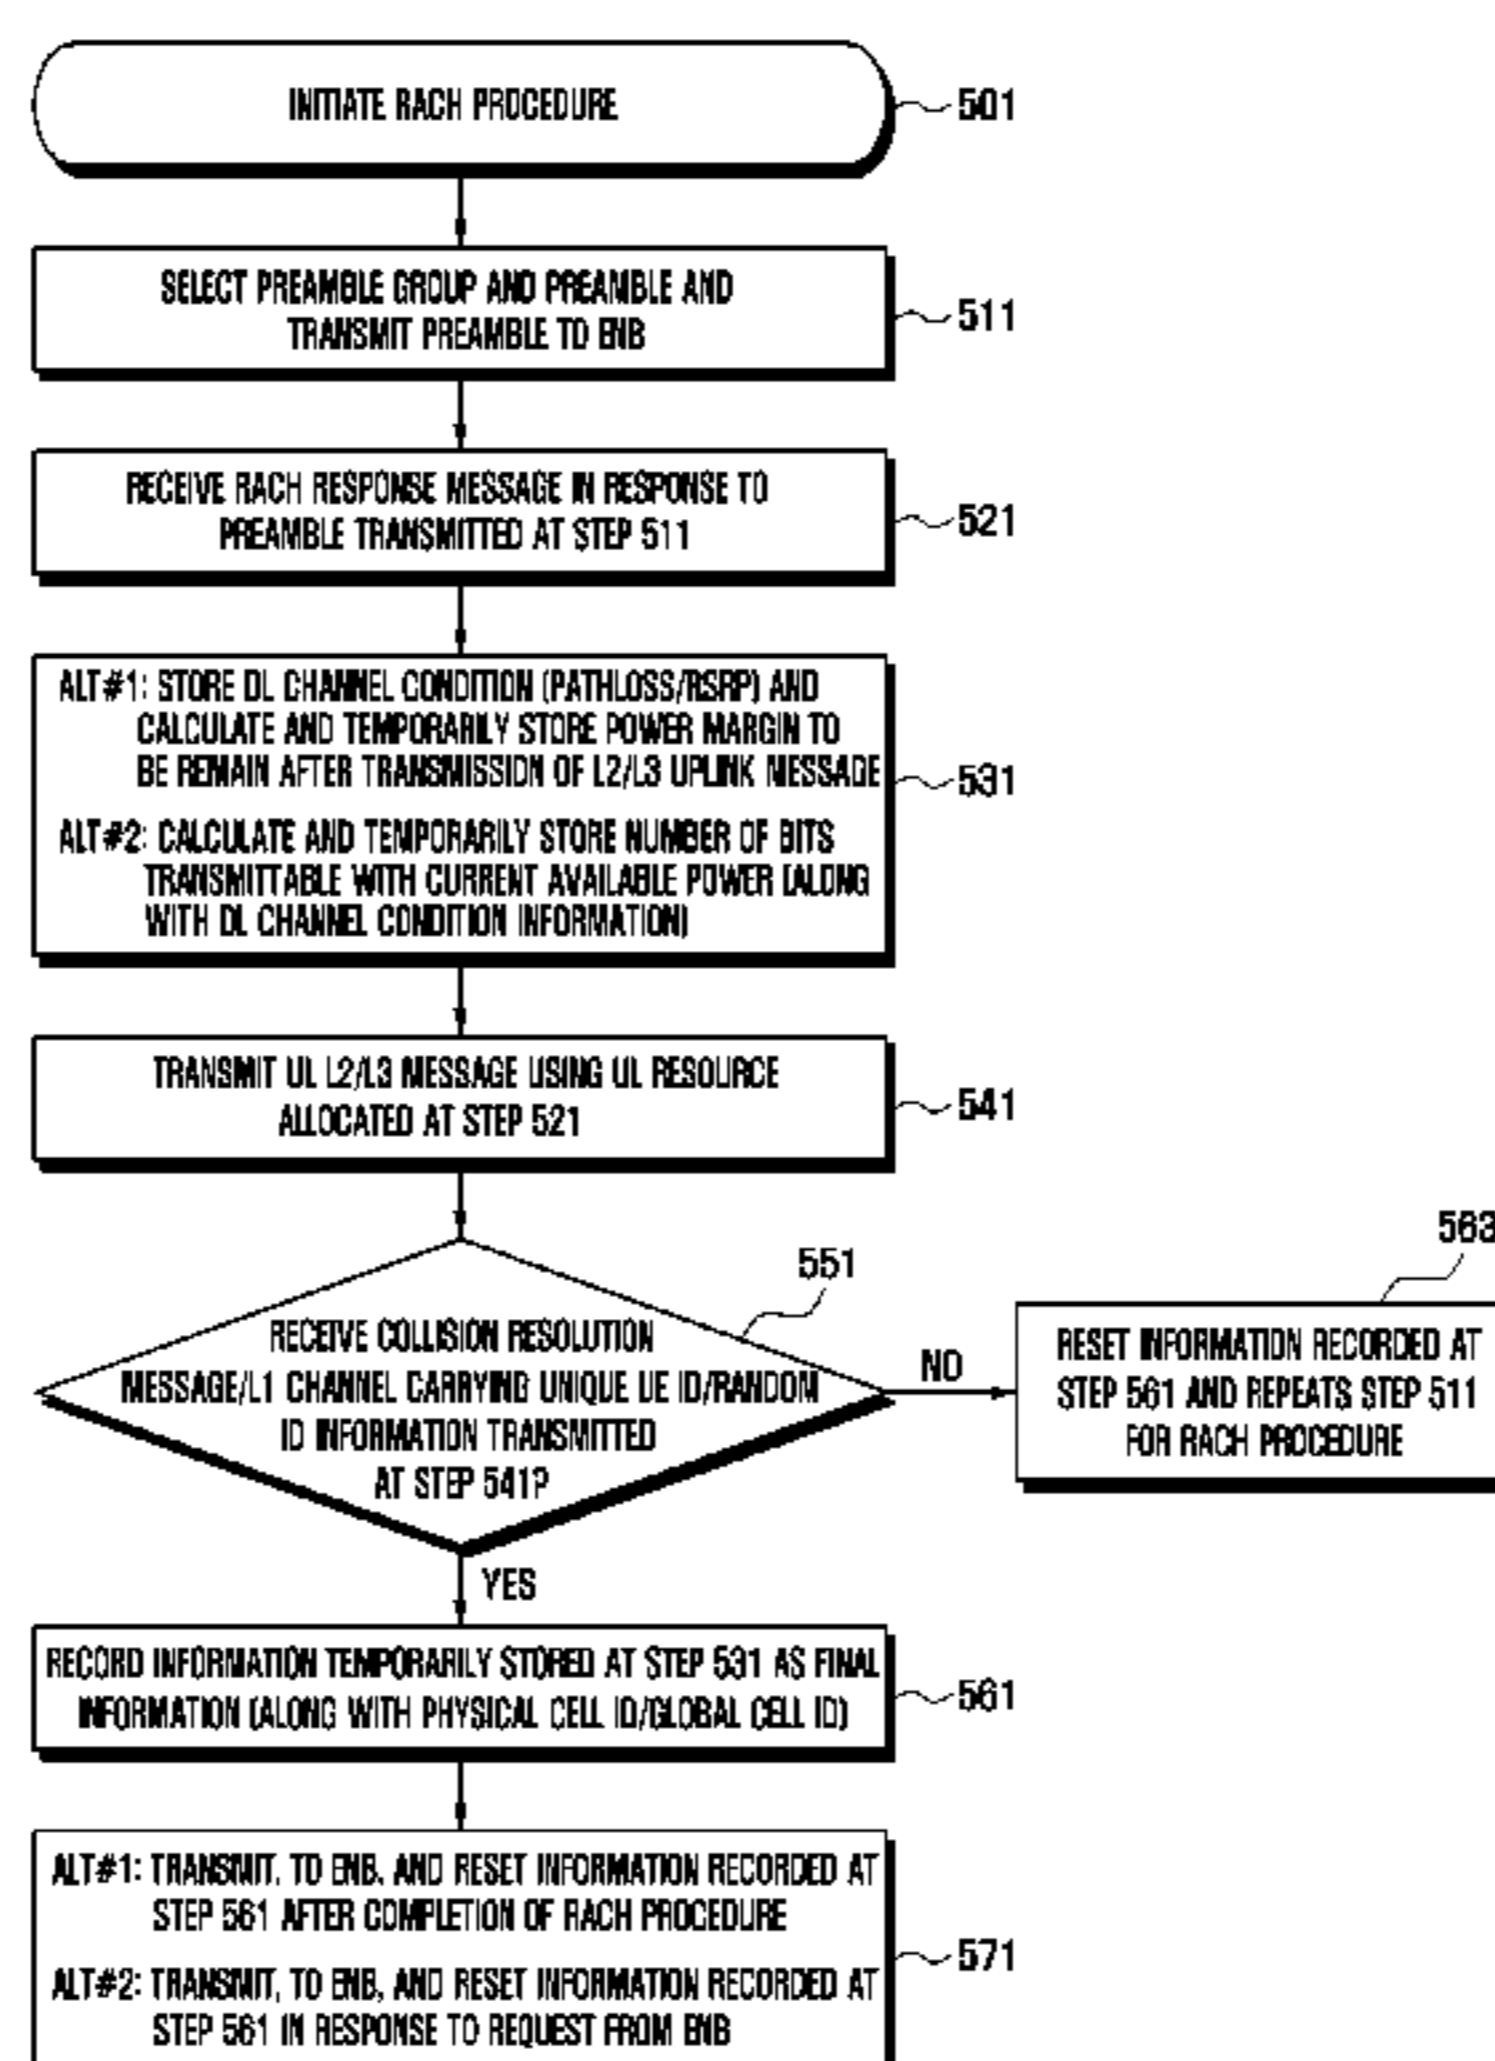 INITIATE RACH PROCEDURE
501
SELECT PREAMBLE GROUP AND PREAMBLE AND
TRANSMIT PREAMBLE TO ENB
511
RECEIVE RACH RESPONSE MESSAGE IN RESPONSE TO
PREAMBLE TRANSMITTED AT STEP 511
521
ALT#1: STORE DL CHANNEL CONDITION (PATHLOSS/RSRP) AND
CALCULATE AND TEMPORARILY STORE POWER MARGIN TO
BE REMAIN AFTER TRANSMISSION OF L2/L3 UPLINK MESSAGE
531
ALT#2: CALCULATE AND TEMPORARILY STORE NUMBER OF BITS
TRANSMITTABLE WITH CURRENT AVAILABLE POWER (ALONG
WITH DL CHANNEL CONDITION INFORMATION)
TRANSMIT UL L2/L3 MESSAGE USING UL RESOURCE
ALLOCATED AT STEP 521
541
551
RECEIVE COLLISION RESOLUTION
MESSAGE/L1 CHANNEL CARRYING UNIQUE UE ID/RANDOM
ID INFORMATION TRANSMITTED
AT STEP 541?
NO
563
RESET INFORMATION RECORDED AT
STEP 561 AND REPEATS STEP 511
FOR RACH PROCEDURE
YES
RECORD INFORMATION TEMPORARILY STORED AT STEP 531 AS FINAL
INFORMATION (ALONG WITH PHYSICAL CELL ID/GLOBAL CELL ID)
561
ALT#1: TRANSMIT, TO ENB, AND RESET INFORMATION RECORDED AT
STEP 561 AFTER COMPLETION OF RACH PROCEDURE
571
ALT#2: TRANSMIT, TO ENB, AND RESET INFORMATION RECORDED AT
STEP 561 IN RESPONSE TO REQUEST FROM ENB